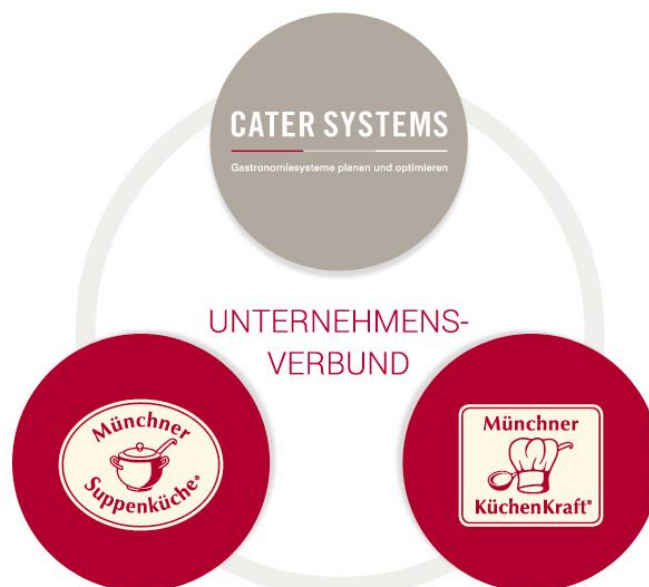 CATER SYSTEMS
Gastronomiesysteme planen und optimieren
UNTERNEHMENS-
VERBUND
Münchner
Suppenküche®
Münchner
KüchenKraft®